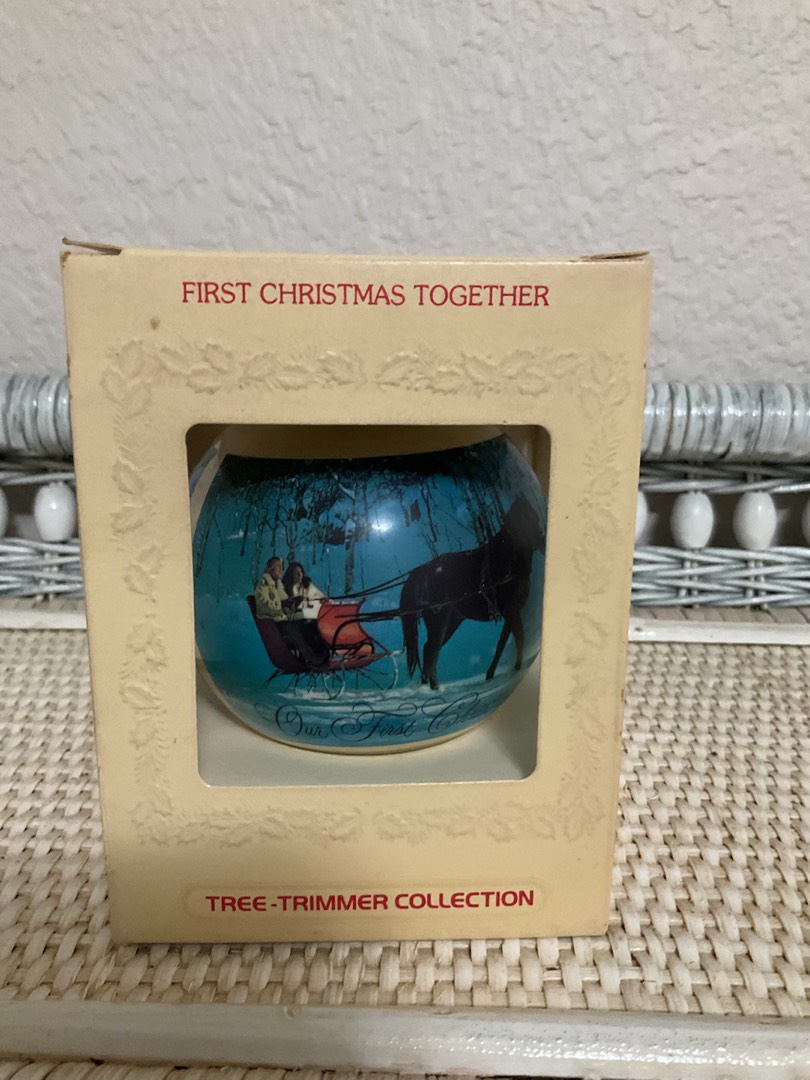 FIRST CHRISTMAS TOGETHER
Our First
TREE-TRIMMER COLLECTION